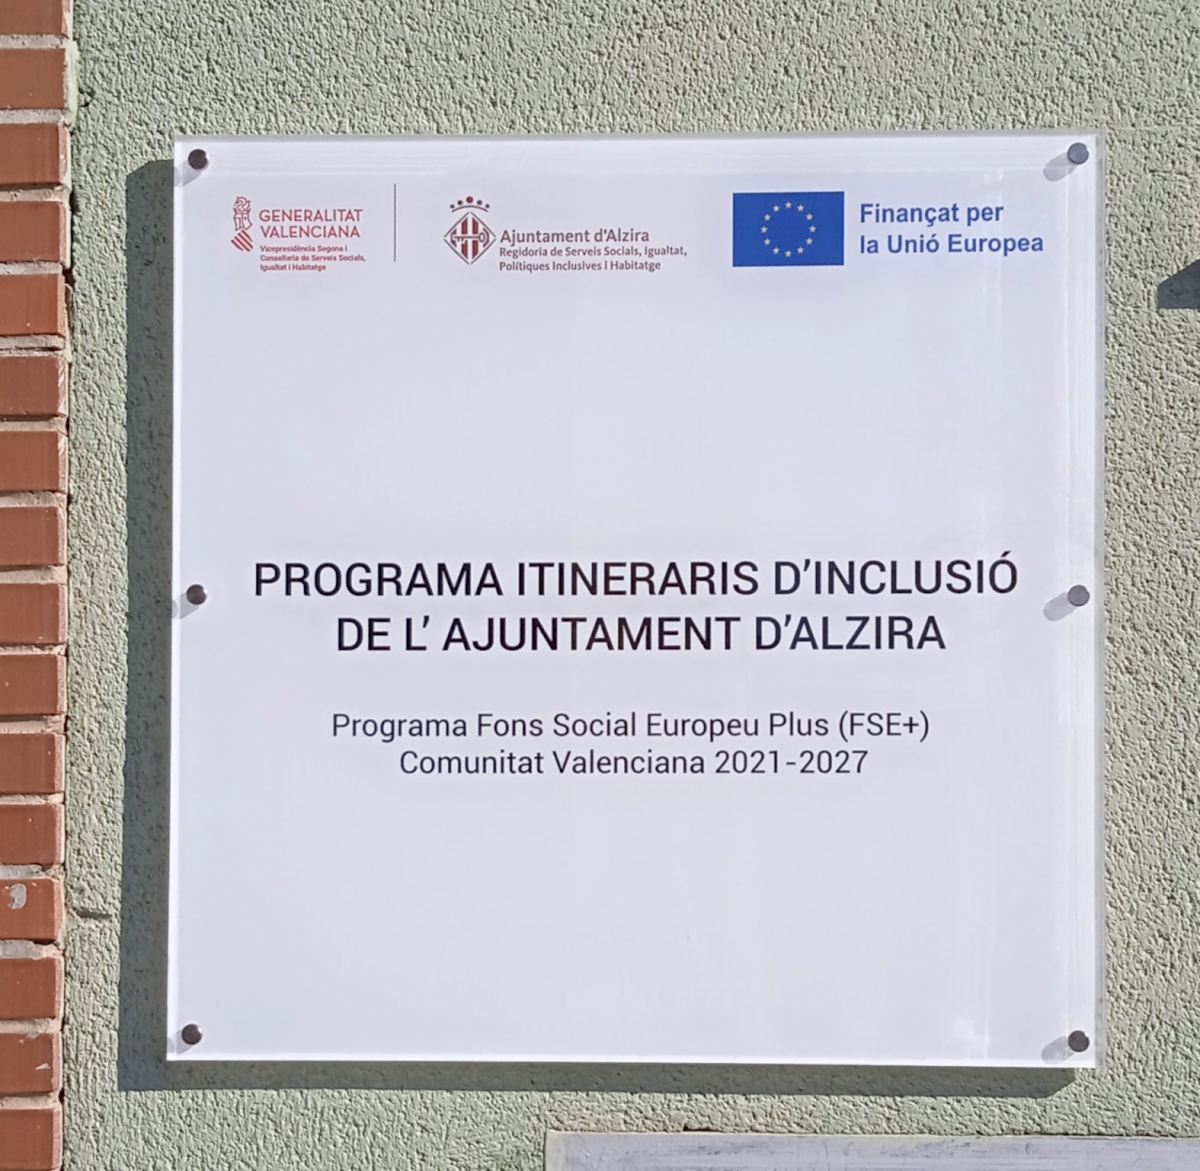 GENERALITAT
VALENCIANA
Vicepresidència Segona i
Conselleria de Serveis Socials,
Igualtat i Habitatge
Ajuntament d'Alzira
Regidoria de Serveis Socials, Igualtat,
Polítiques Inclusives i Habitatge
Finançat per
la Unió Europea
PROGRAMA ITINERARIS D'INCLUSIÓ
DE L' AJUNTAMENT D'ALZIRA
Programa Fons Social Europeu Plus (FSE+)
Comunitat Valenciana 2021-2027